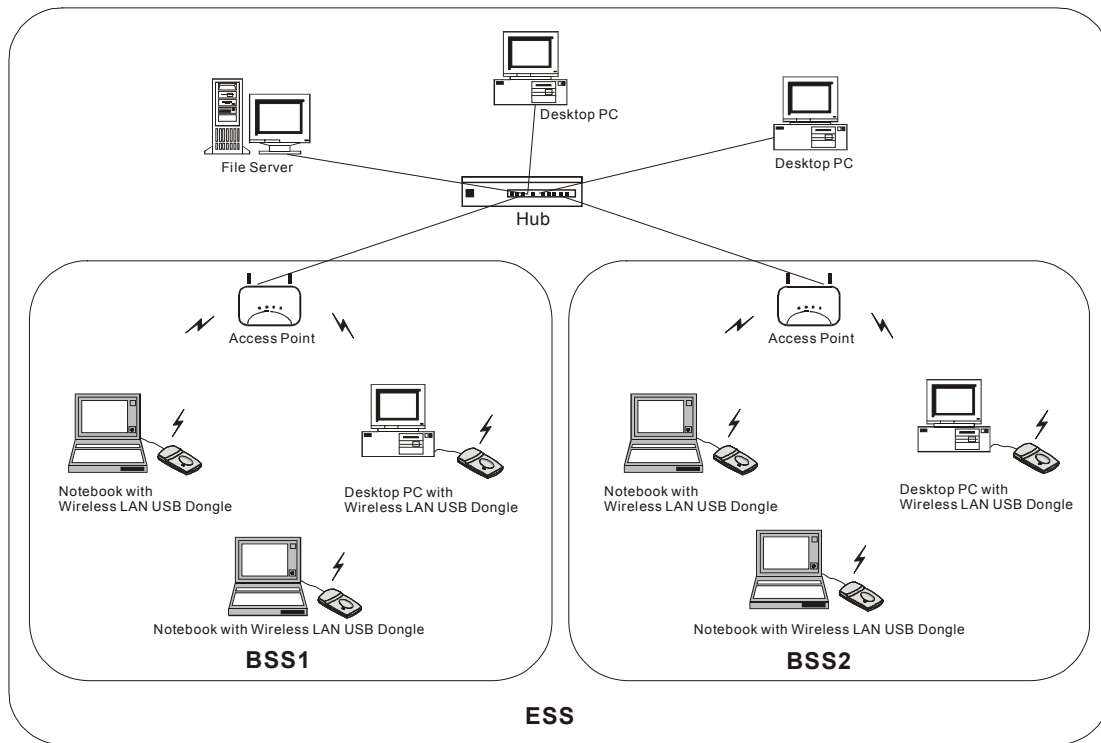 Desktop PC
File Server
Desktop PC
Hub
Access Point
Access Point
Notebook with
Wireless LAN USB Dongle
Desktop PC with
Wireless LAN USB Dongle
Notebook with Wireless LAN USB Dongle
BSS1
Notebook with
Wireless LAN USB Dongle
Desktop PC with
Wireless LAN USB Dongle
Notebook with Wireless LAN USB Dongle
BSS2
ESS